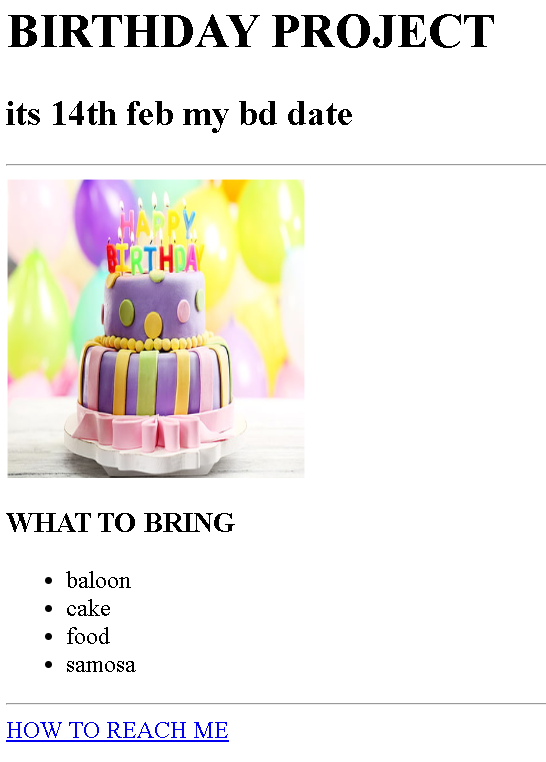 BIRTHDAY PROJECT
its 14th feb my bd date
HAPPY
BIRTHDAY
WHAT TO BRING
baloon
cake
food
samosa
HOW TO REACH ME